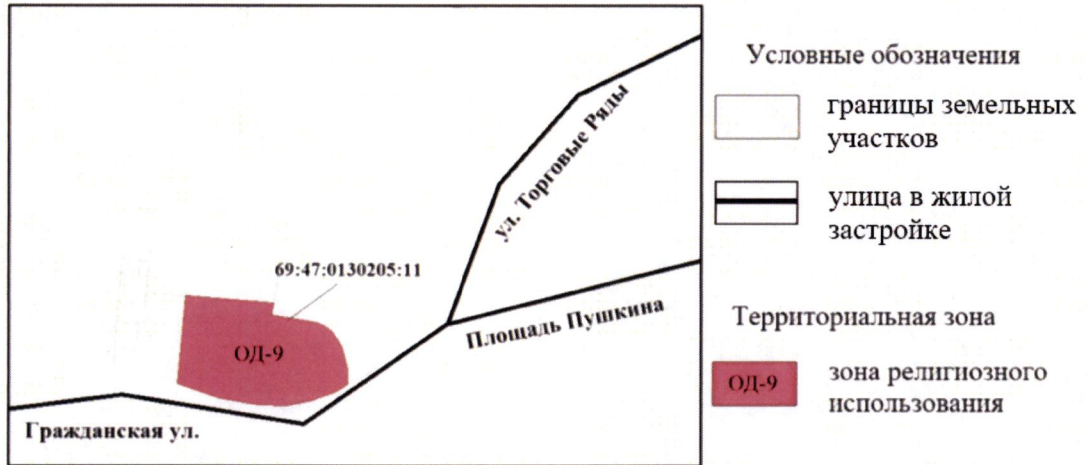 ул. Торговые Ряды
69:47:0130205:11
Площадь Пушкина
ОД-9
Гражданская ул.
Условные обозначения
границы земельных
участков
улица в жилой
застройке
Территориальная зона
ОД-9
зона религиозного
использования